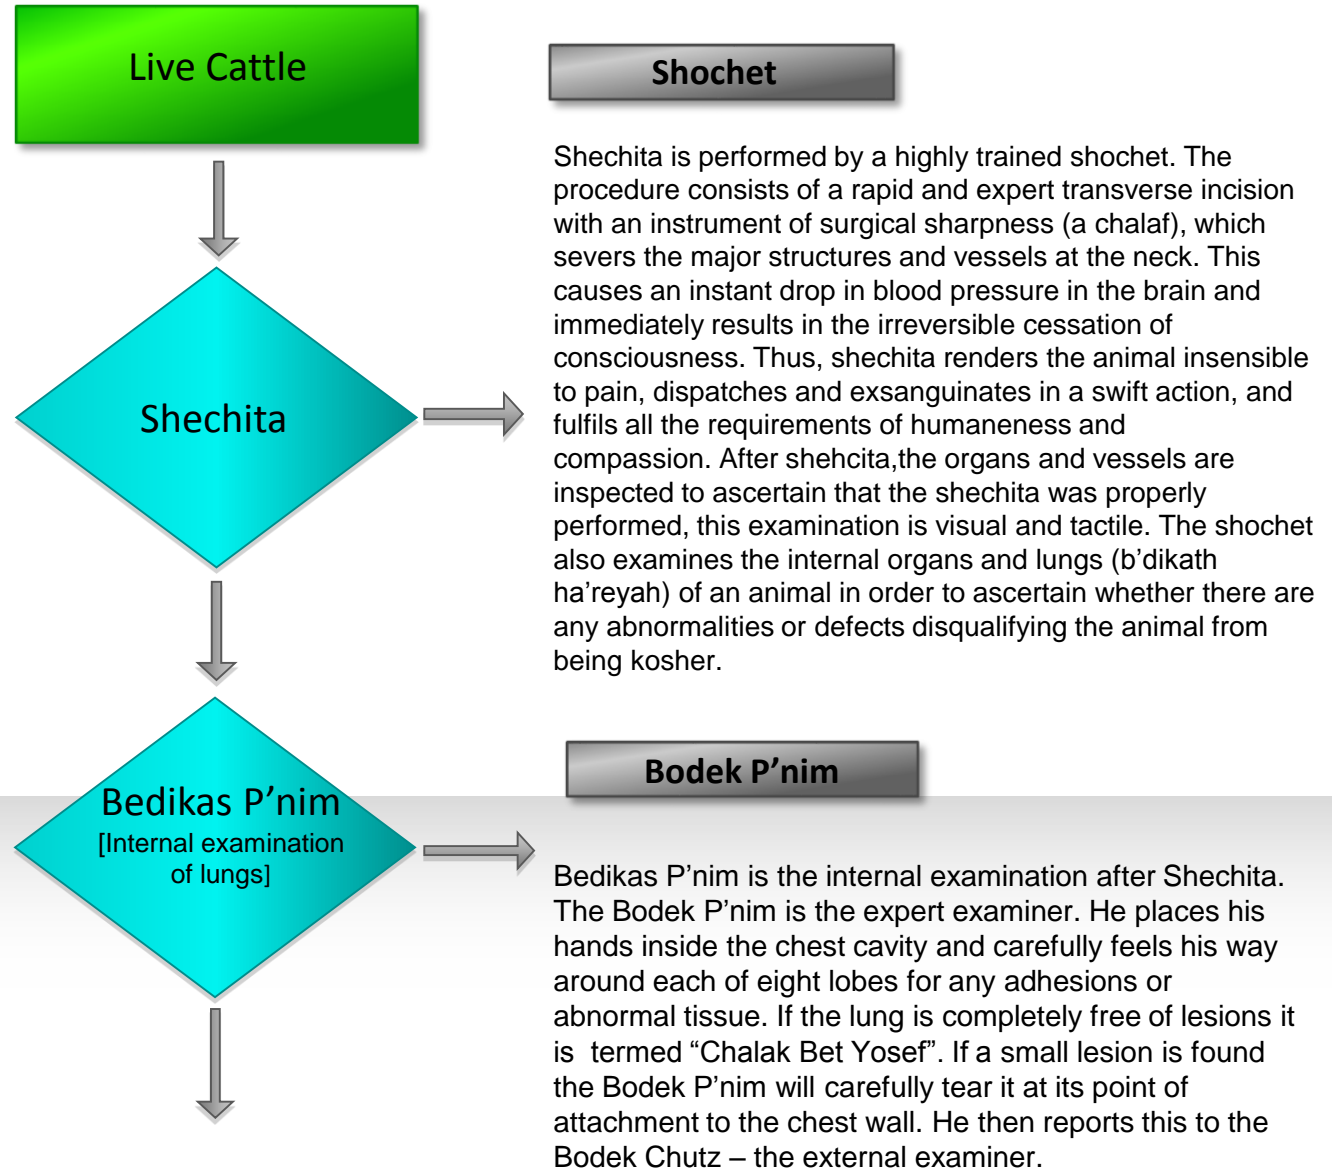 Live Cattle
Shochet
Shechita is performed by a highly trained shochet. The
procedure consists of a rapid and expert transverse incision
with an instrument of surgical sharpness (a chalaf), which
severs the major structures and vessels at the neck. This
causes an instant drop in blood pressure in the brain and
immediately results in the irreversible cessation of
consciousness. Thus, shechita renders the animal insensible
to pain, dispatches and exsanguinates in a swift action, and
fulfils all the requirements of humaneness and
compassion. After shehcita,the organs and vessels are
inspected to ascertain that the shechita was properly
performed, this examination is visual and tactile. The shochet
also examines the internal organs and lungs (b’dikath
ha’reyah) of an animal in order to ascertain whether there are
any abnormalities or defects disqualifying the animal from
being kosher.
Shechita
Bodek P’nim
Bedikas P’nim
[Internal examination
of lungs]
Bedikas P’nim is the internal examination after Shechita.
The Bodek P’nim is the expert examiner. He places his
hands inside the chest cavity and carefully feels his way
around each of eight lobes for any adhesions or
abnormal tissue. If the lung is completely free of lesions it
is  termed “Chalak Bet Yosef”. If a small lesion is found
the Bodek P’nim will carefully tear it at its point of
attachment to the chest wall. He then reports this to the
Bodek Chutz – the external examiner.